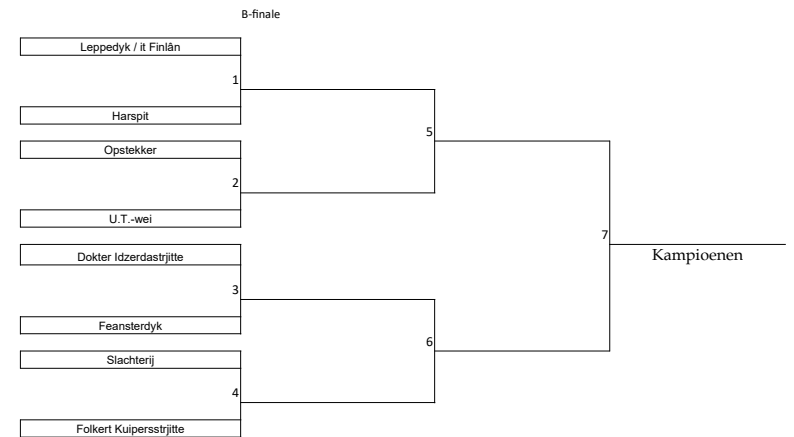 B-finale
Leppedyk / it Finlân
1
Harspit
5
Opstekker
2
U.T.-wei
7
Kampioenen
Dokter Idzerdastrjitte
3
Feansterdyk
6
Slachterij
4
Folkert Kuipersstrjitte